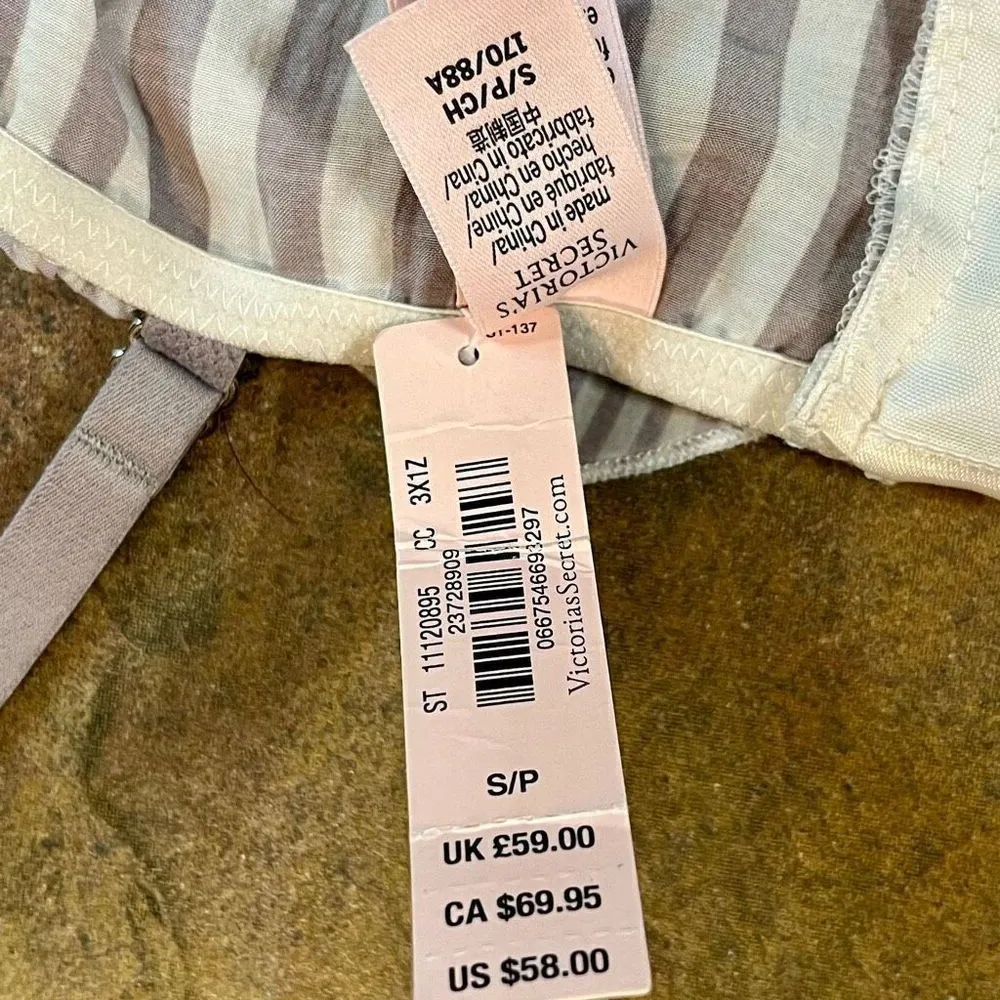 VICTORIA'S
SECRET
made in China/
fabriqué en Chine/
hecho en China/
fabbricato in Cina/
中国制造
S/P/CH
170/88A
-137
ST 11120895 CC 3X1Z
23728909
VictoriasSecret.com
S/P
UK £59.00
CA $69.95
US $58.00